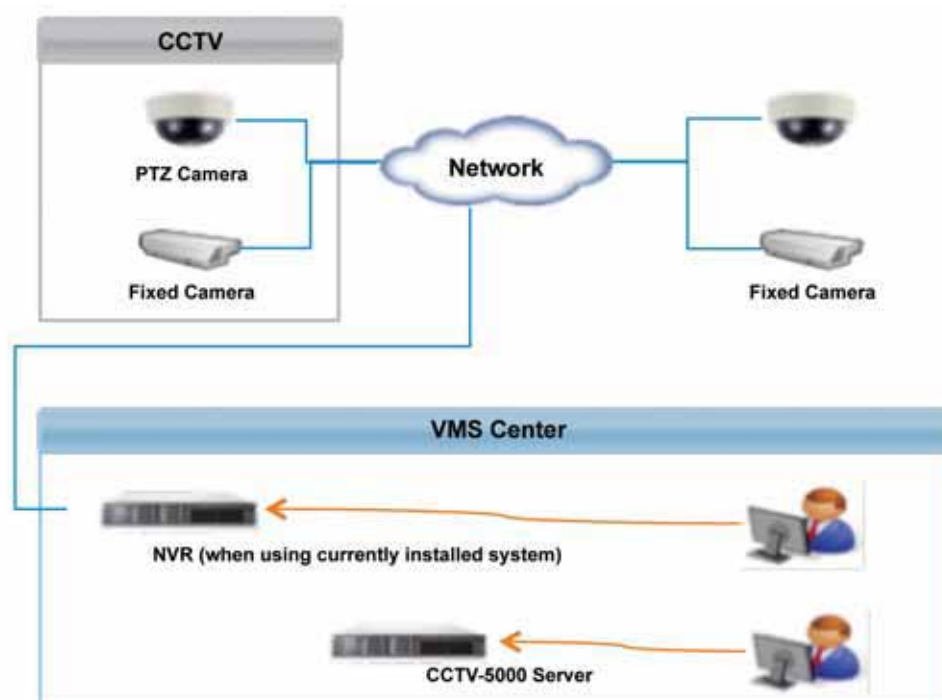 CCTV
PTZ Camera
Network
Fixed Camera
Fixed Camera
VMS Center
NVR (when using currently installed system)
CCTV-5000 Server